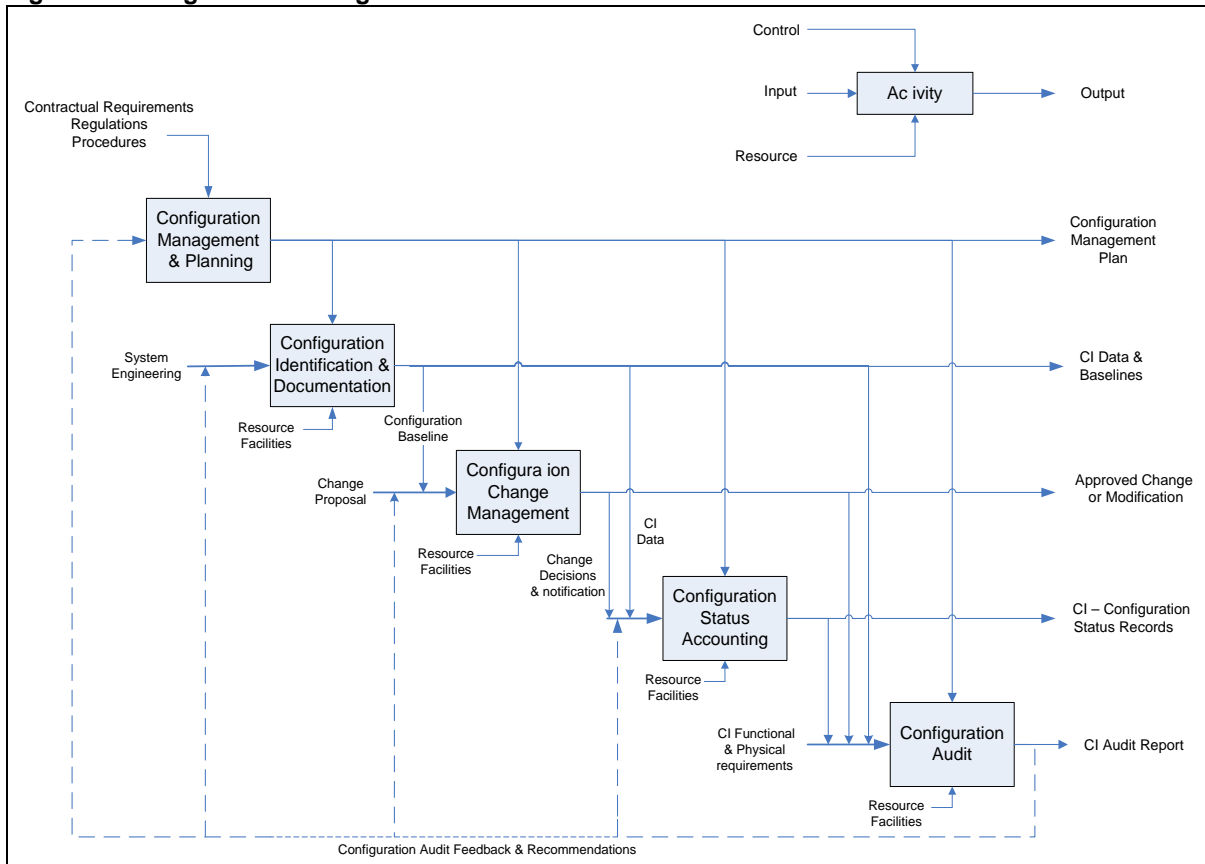 Control
Input
Ac ivity
Output
Resource
Contractual Requirements
Regulations
Procedures
Configuration
Management
& Planning
Configuration
Management
Plan
System
Engineering
Configuration
Identification &
Documentation
CI Data &
Baselines
Resource
Facilities
Configuration
Baseline
Change
Proposal
Configura ion
Change
Management
Approved Change
or Modification
Resource
Facilities
Change
Decisions
& notification
CI
Data
Configuration
Status
Accounting
CI – Configuration
Status Records
Resource
Facilities
CI Functional
& Physical
requirements
Configuration
Audit
CI Audit Report
Resource
Facilities
Configuration Audit Feedback & Recommendations